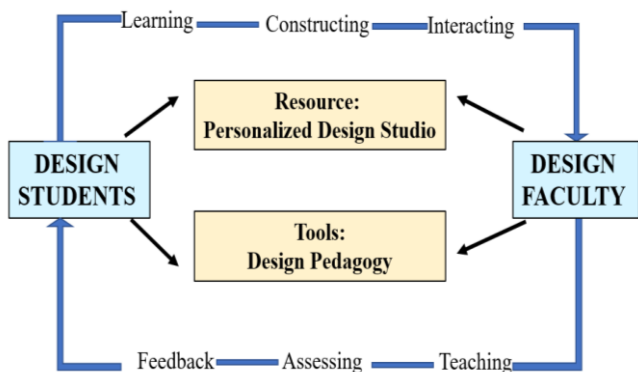 Learning Constructing Interacting
Resource:
Personalized Design Studio
DESIGN
STUDENTS
DESIGN
FACULTY
Tools:
Design Pedagogy
Feedback Assessing Teaching